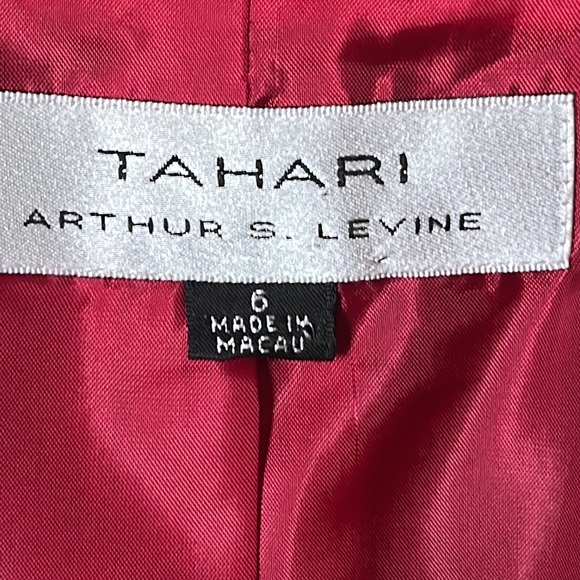 TAHARI
ARTHUR S. LEVINE
6
MADE IN
MACAU